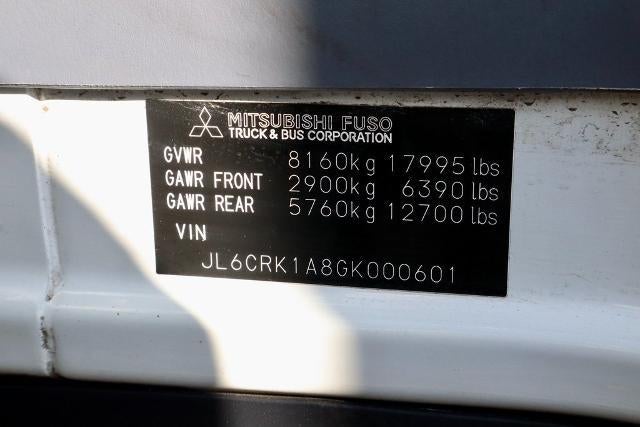 MITSUBISHI FUSO
TRUCK & BUS CORPORATION
GVWR 8160kg 17995 lbs
GAWR FRONT 2900kg 6390 lbs
GAWR REAR 5760kg 12700 lbs
VIN
JL6CRK1A8GK000601